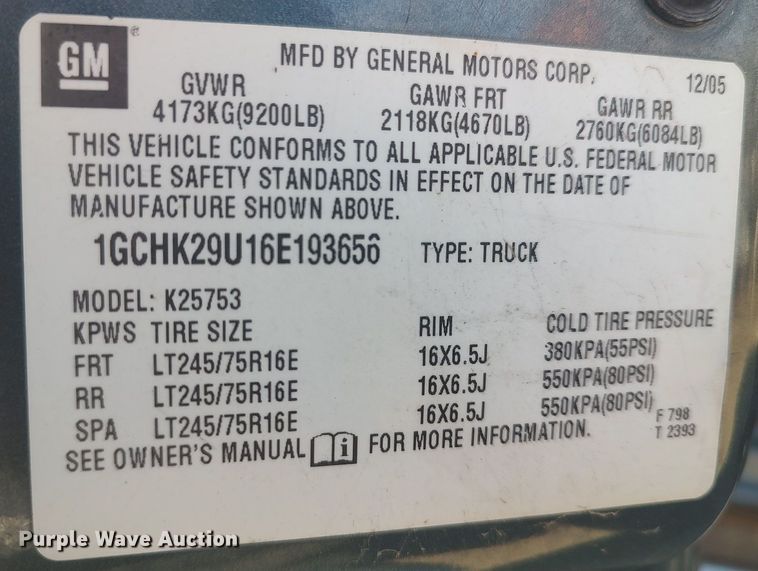 GM
®
MFD BY GENERAL MOTORS CORP.
12/05
GVWR
GAWR FRT
GAWR RR
4173KG(9200LB)
2118KG(4670LB)
2760KG(6084LB)
THIS VEHICLE CONFORMS TO ALL APPLICABLE U.S. FEDERAL MOTOR
VEHICLE SAFETY STANDARDS IN EFFECT ON THE DATE OF
MANUFACTURE SHOWN ABOVE.
1GCHK29U16E193656 TYPE: TRUCK
MODEL: K25753
KPWS TIRE SIZE RIM COLD TIRE PRESSURE
FRT LT245/75R16E 16X6.5J 380KPA(55PSI)
RR LT245/75R16E 16X6.5J 550KPA(80PSI)
SPA LT245/75R16E 16X6.5J 550KPA(80PSI)
F 798
SEE OWNER'S MANUAL i FOR MORE INFORMATION.
T 2393
Purple Wave Auction